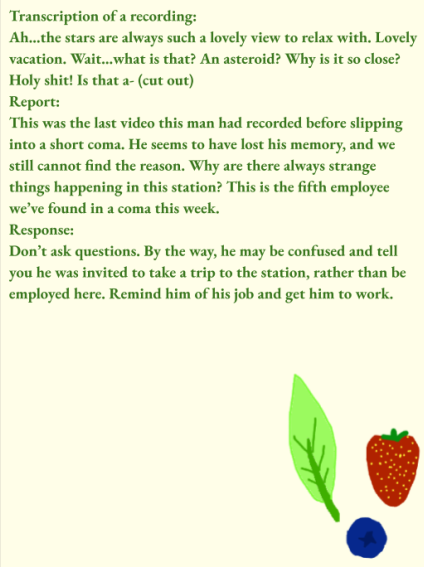 Transcription of a recording:
Ah...the stars are always such a lovely view to relax with. Lovely
vacation. Wait...what is that? An asteroid? Why is it so close?
Holy shit! Is that a- (cut out)
Report:
This was the last video this man had recorded before slipping
into a short coma. He seems to have lost his memory, and we
still cannot find the reason. Why are there always strange
things happening in this station? This is the fifth employee
we’ve found in a coma this week.
Response:
Don’t ask questions. By the way, he may be confused and tell
you he was invited to take a trip to the station, rather than be
employed here. Remind him of his job and get him to work.